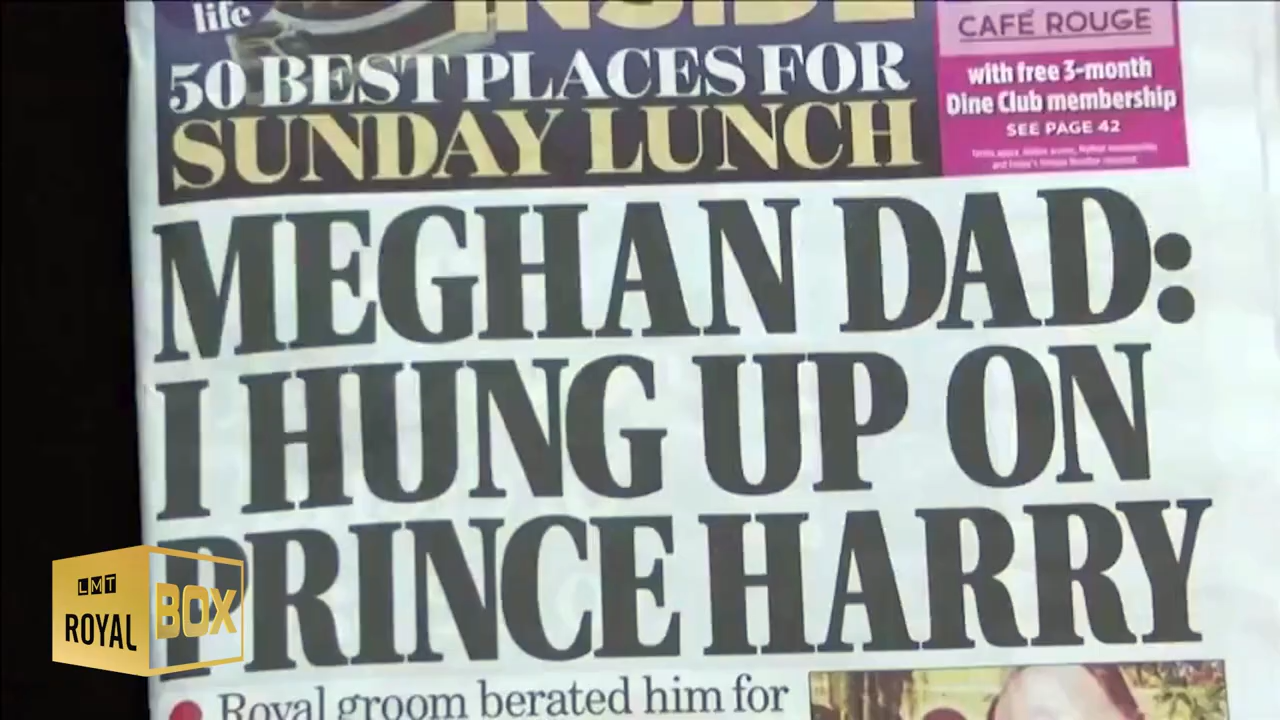 life
INSIDE
50 BEST PLACES FOR
SUNDAY LUNCH
CAFÉ ROUGE
with free 3-month
Dine Club membership
SEE PAGE 42
MEGHAN DAD:
I HUNG UP ON
PRINCE HARRY
Royal groom berated him for
LMT
ROYAL
BOX